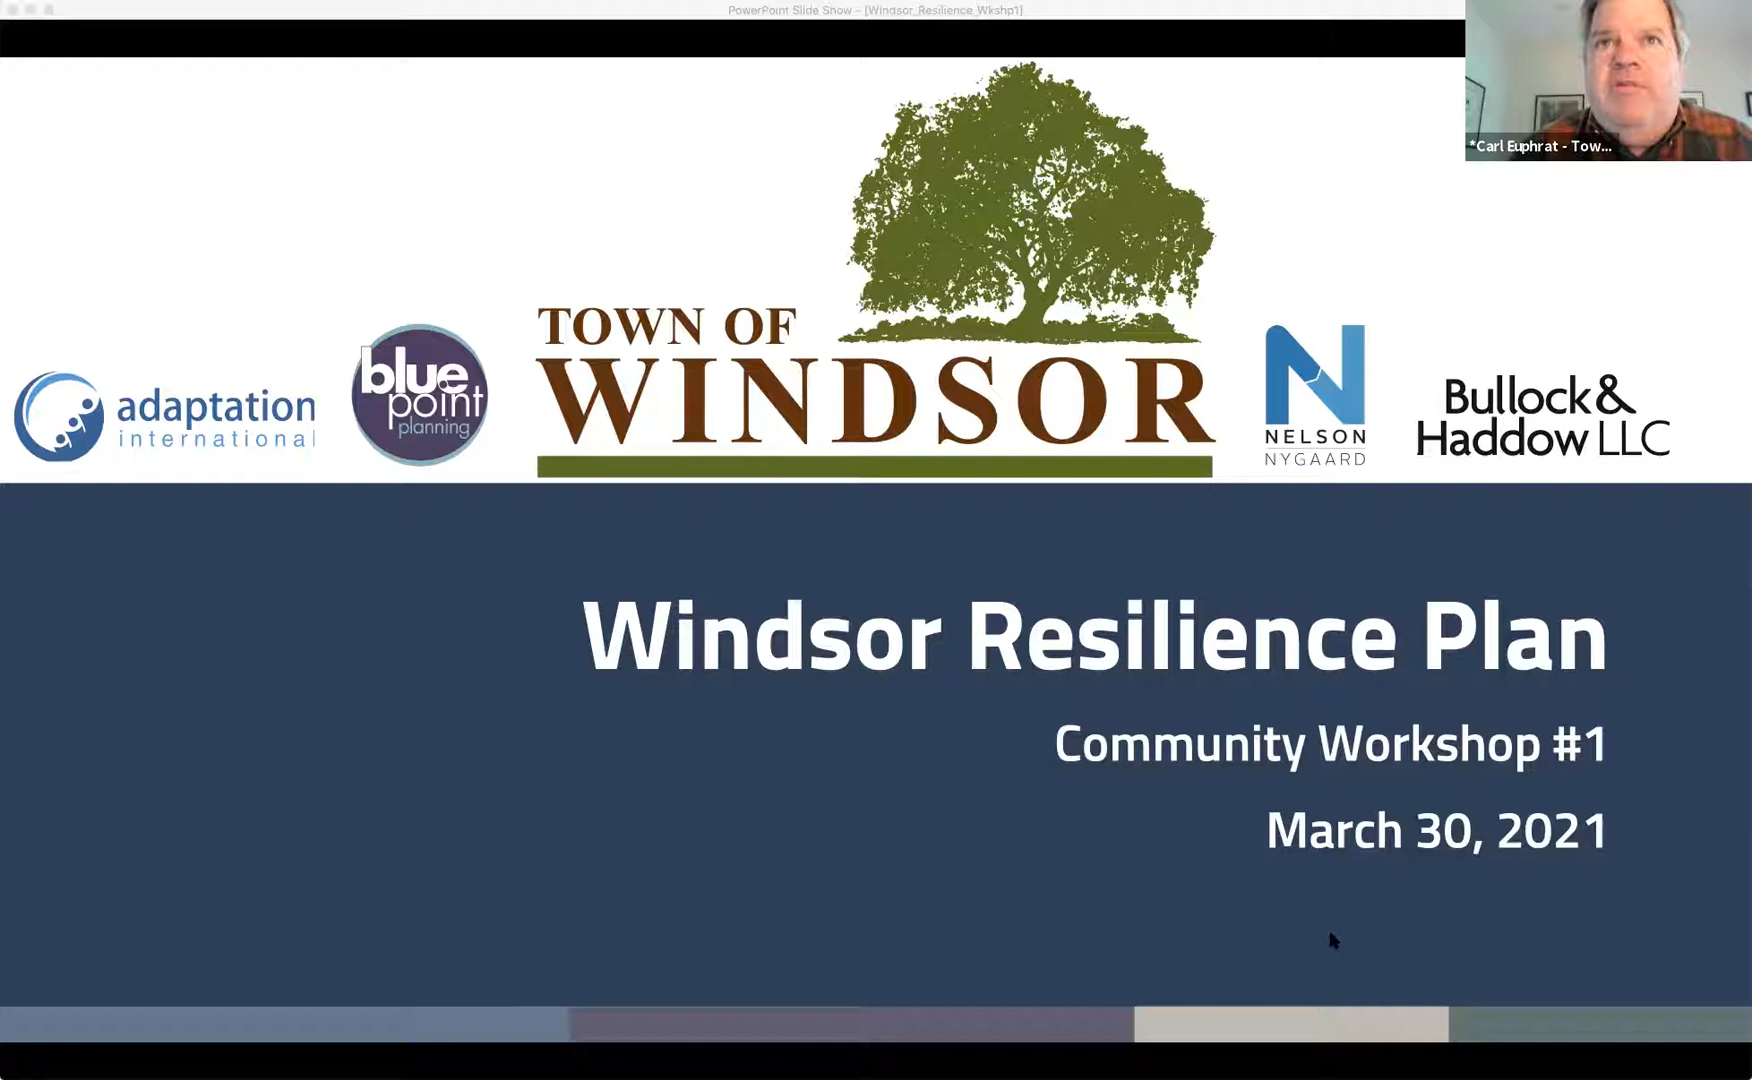 PowerPoint Slide Show - [Windsor_Resilience_Wkshp1]
*Carl Euphrat - Tow...
adaptation
international
blue
point
planning
TOWN OF
WINDSOR
NELSON
NYGAARD
Bullock &
Haddow LLC
Windsor Resilience Plan
Community Workshop #1
March 30, 2021